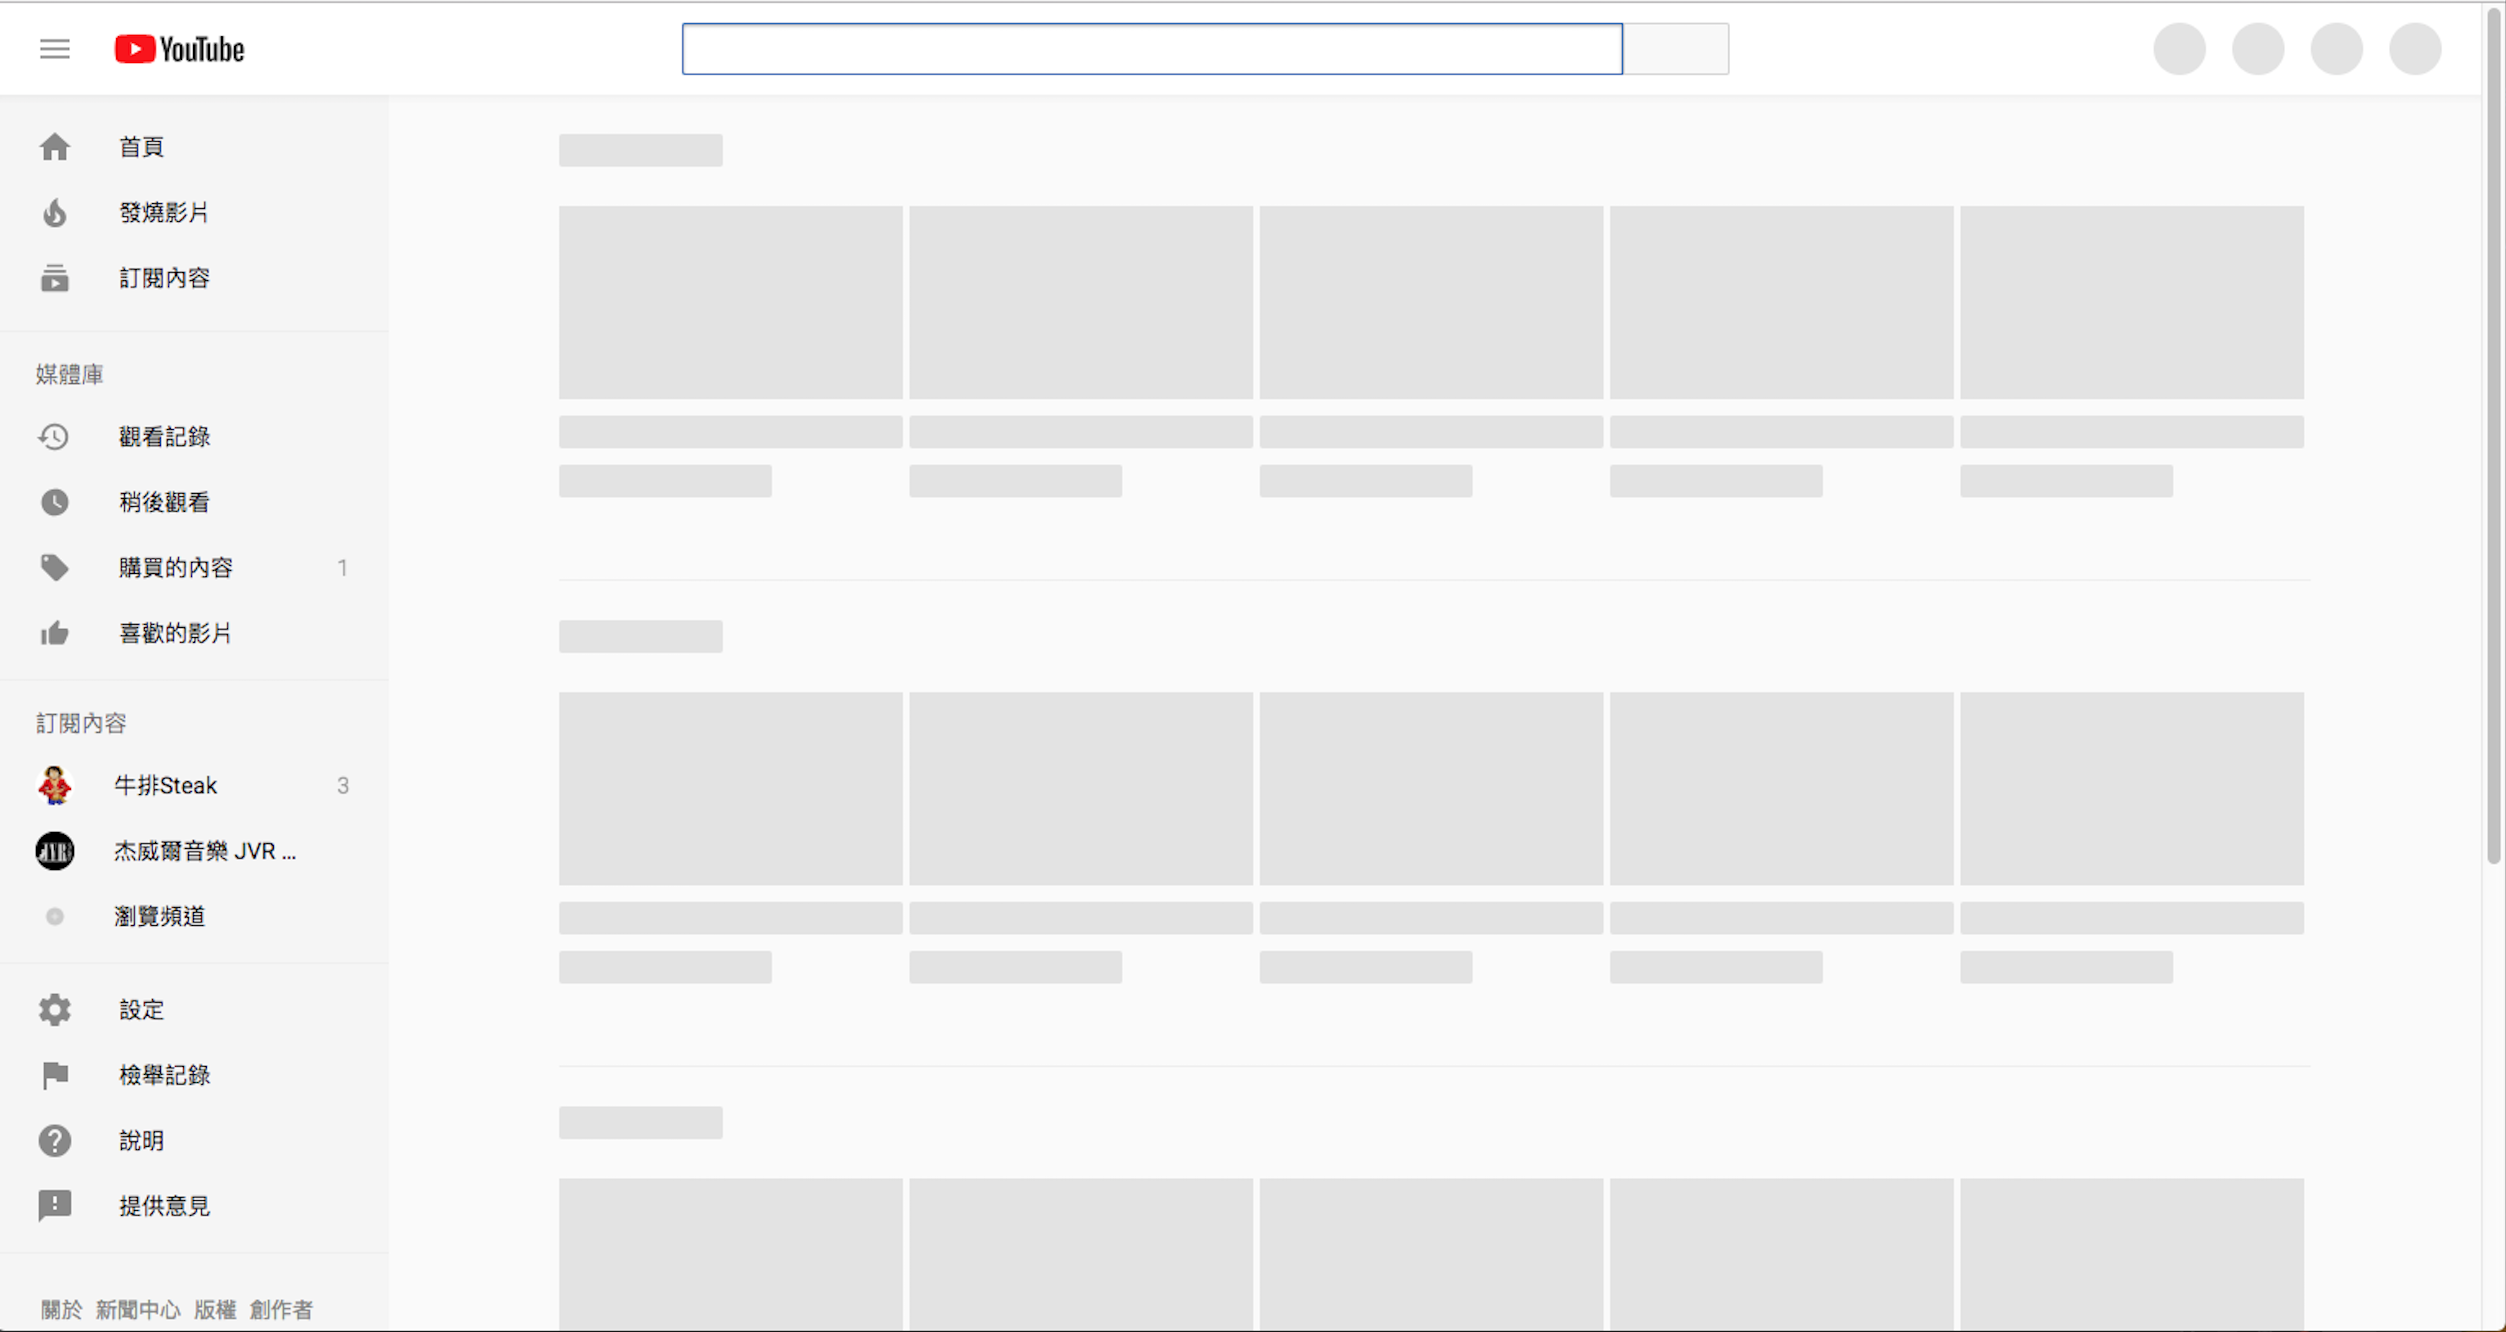 YouTube
首頁
發燒影片
訂閱內容
媒體庫
觀看記錄
稍後觀看
購買的內容 1
喜歡的影片
訂閱內容
牛排Steak 3
JVR
杰威爾音樂 JVR ...
瀏覽頻道
設定
檢舉記錄
說明
提供意見
關於 新聞中心 版權 創作者